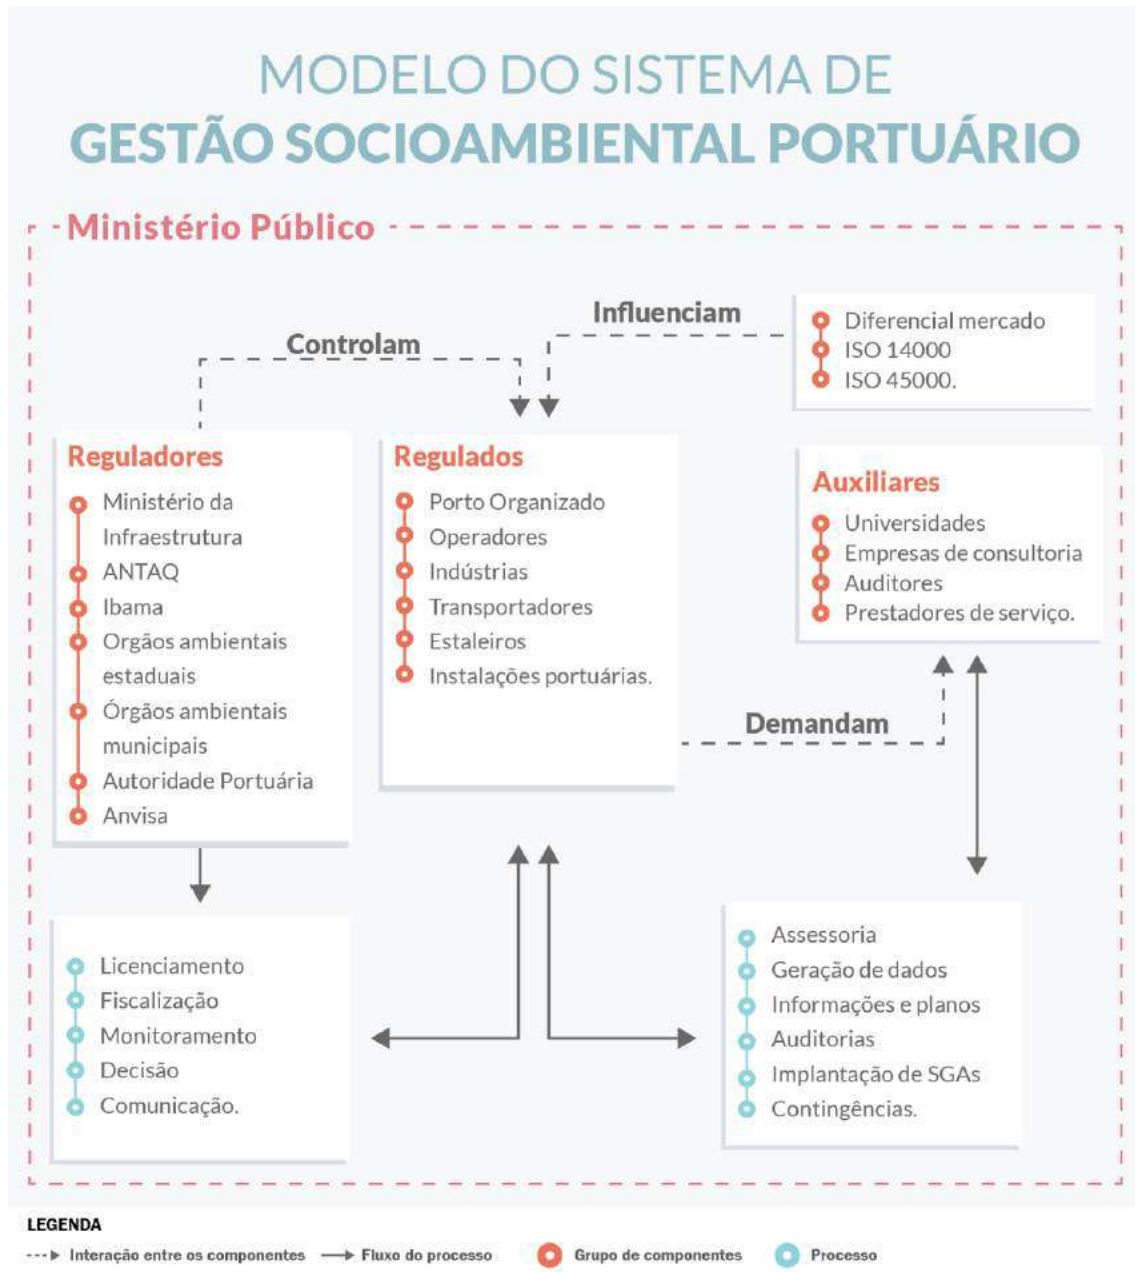 MODELO DO SISTEMA DE
GESTÃO SOCIOAMBIENTAL PORTUÁRIO
Ministério Público
Controlam
Influenciam
Diferencial mercado
ISO 14000
ISO 45000.
Reguladores
Ministério da
Infraestrutura
ANTAQ
Ibama
Orgãos ambientais
estaduais
Órgãos ambientais
municipais
Autoridade Portuária
Anvisa
Regulados
Porto Organizado
Operadores
Indústrias
Transportadores
Estaleiros
Instalações portuárias.
Auxiliares
Universidades
Empresas de consultoria
Auditores
Prestadores de serviço.
Demandam
Licenciamento
Fiscalização
Monitoramento
Decisão
Comunicação.
Assessoria
Geração de dados
Informações e planos
Auditorias
Implantação de SGAs
Contingências.
LEGENDA
Interação entre os componentes
Fluxo do processo
Grupo de componentes
Processo